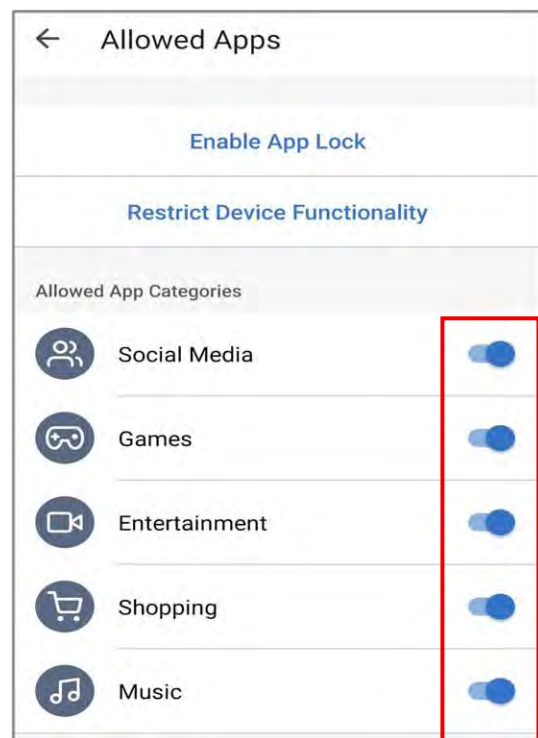 Allowed Apps
Enable App Lock
Restrict Device Functionality
Allowed App Categories
Social Media
Games
Entertainment
Shopping
Music